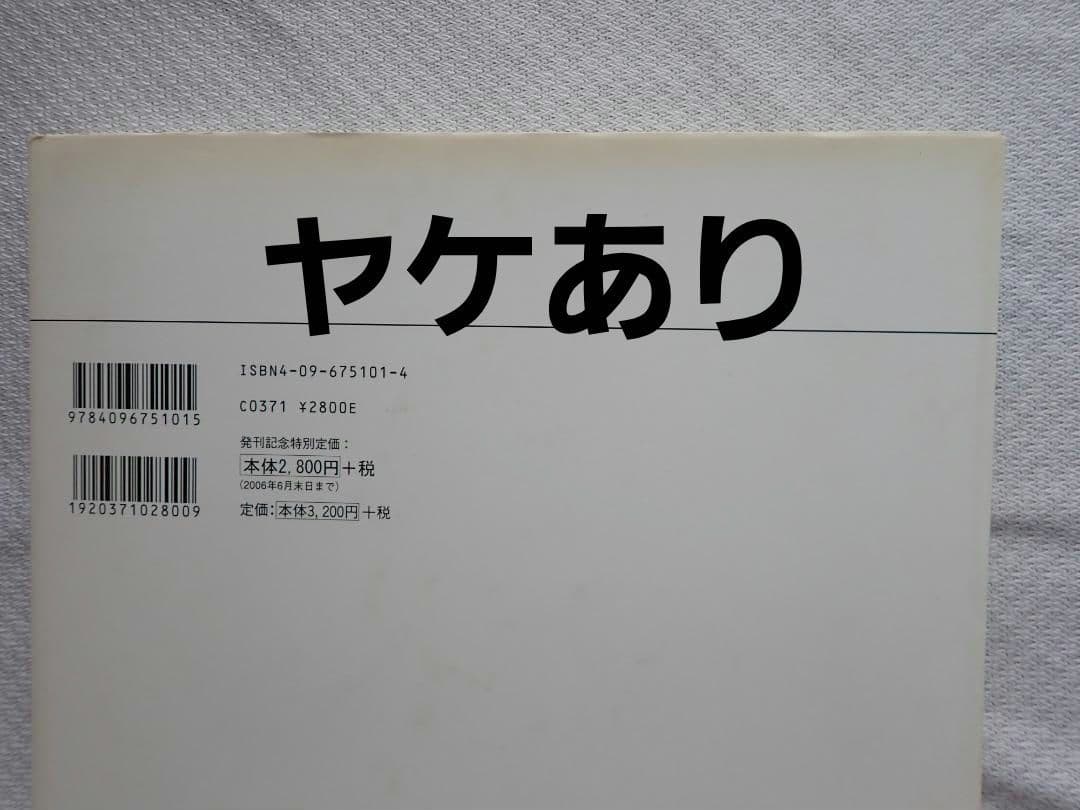 ヤケあり
ISBN4-09-675101-4
C0371 ¥2800E
9784096751015
発刊記念特別定価：
本体2,800円+税
(2006年6月末日まで)
1920371028009
定価：本体3,200円+税